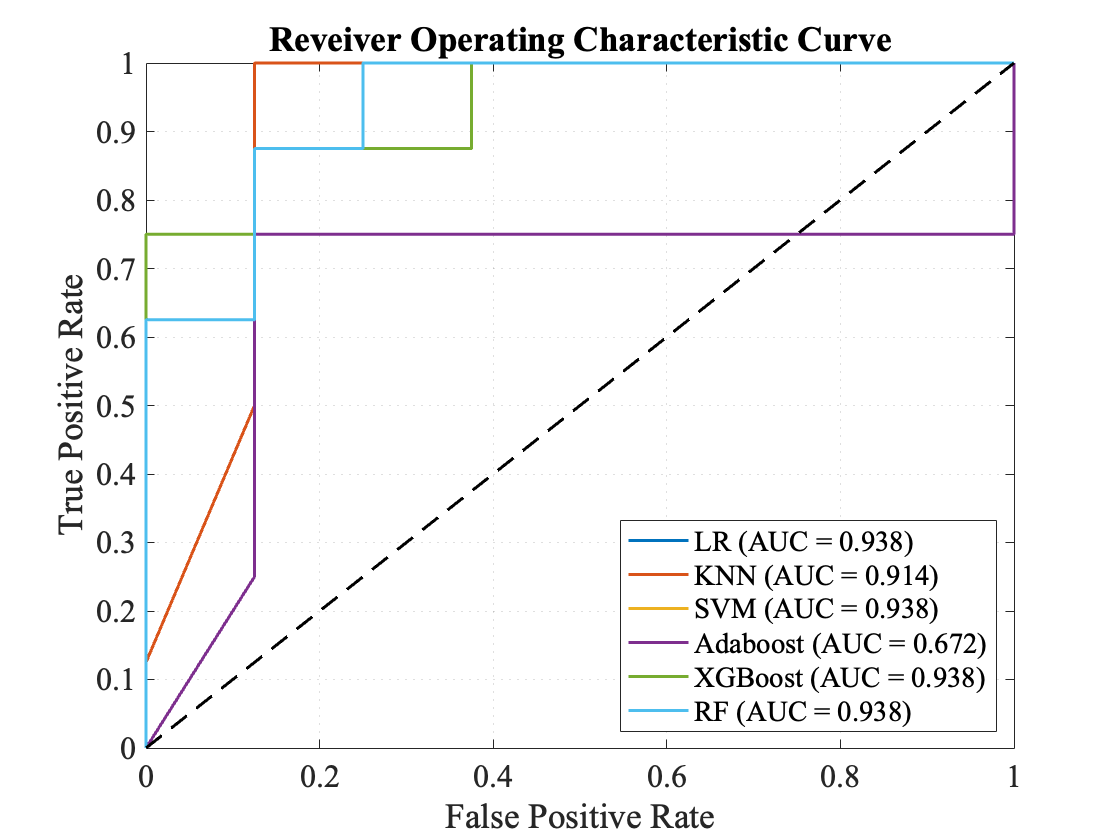 Reveiver Operating Characteristic Curve
1
0.9
0.8
0.7
0.6
0.5
0.4
0.3
0.2
0.1
0
True Positive Rate
LR (AUC = 0.938)
KNN (AUC = 0.914)
SVM (AUC = 0.938)
Adaboost (AUC = 0.672)
XGBoost (AUC = 0.938)
RF (AUC = 0.938)
0 0.2 0.4 0.6 0.8 1
False Positive Rate